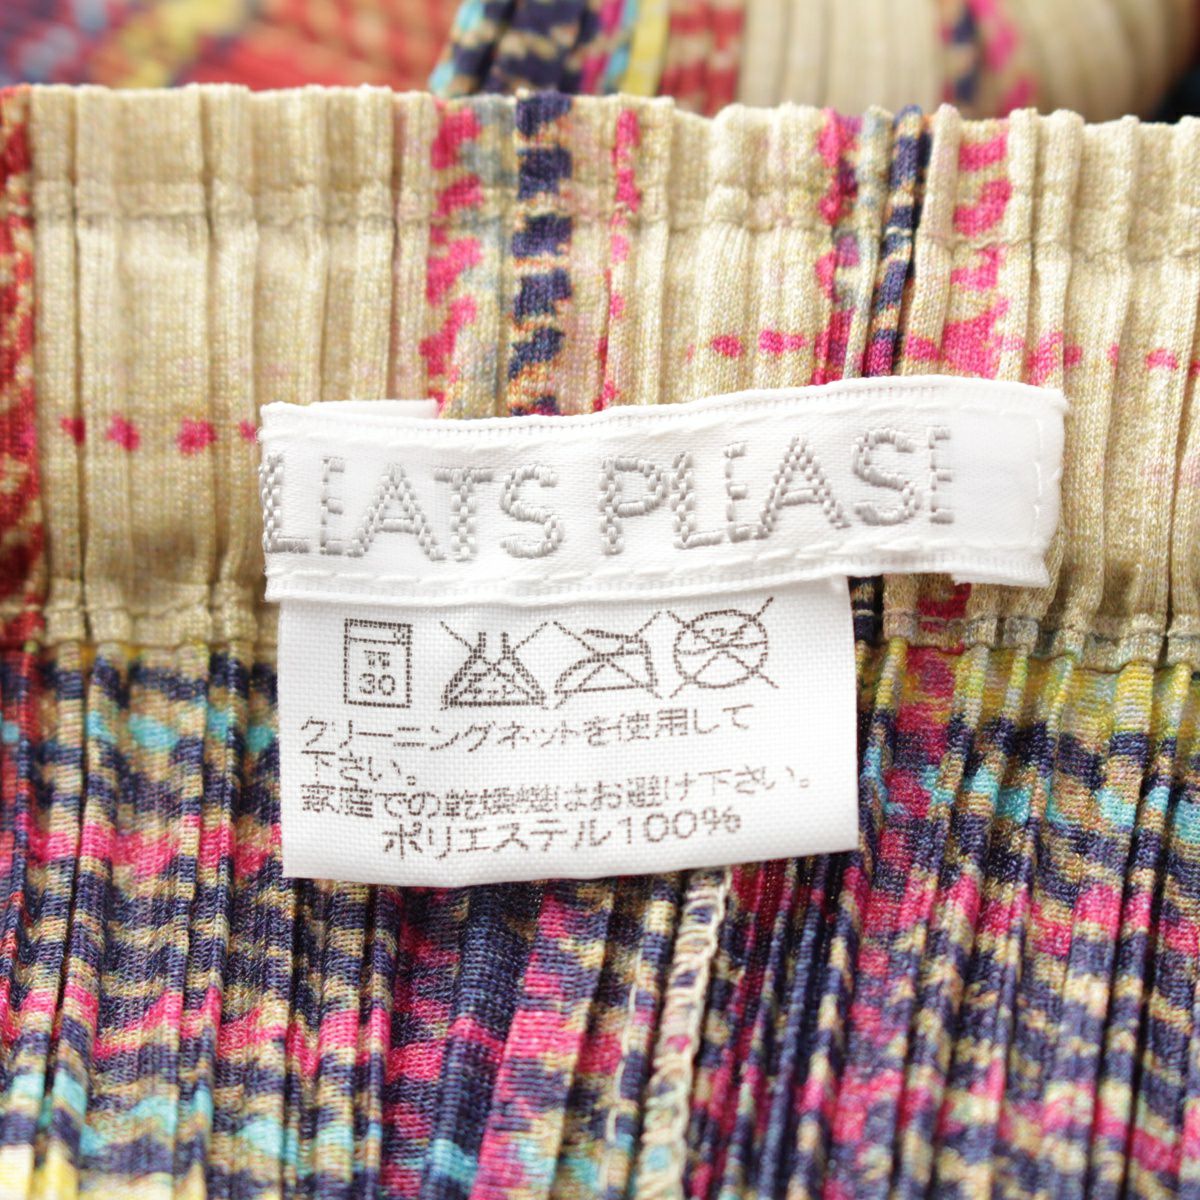 PLEATS PLEASE
弱
30
クリーニングネットを使用して
下さい。
家庭での乾燥機はお避け下さい。
ポリエステル100%